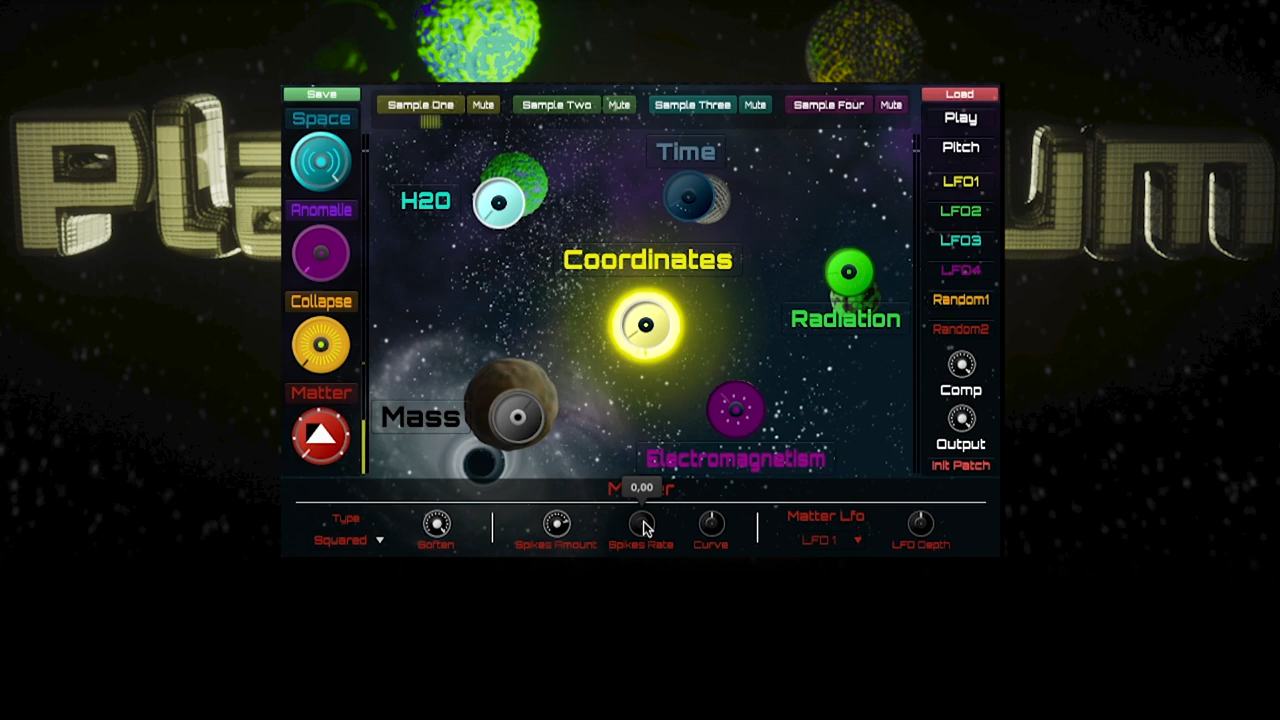 Save
Sample One Mute Sample Two Mute Sample Three Mute Sample Four Mute
Load
Space
Anomalie
Collapse
Matter
H2O
Time
Coordinates
Radiation
Mass
Electromagnetism
Play
Pitch
LFO1
LFO2
LFO3
LFO4
Random1
Random2
Comp
Output
Init Patch
0,00
Type
Squared
Soften
Spikes Amount
Spikes Rate
Curve
Matter Lfo
LFO 1
LFO Depth